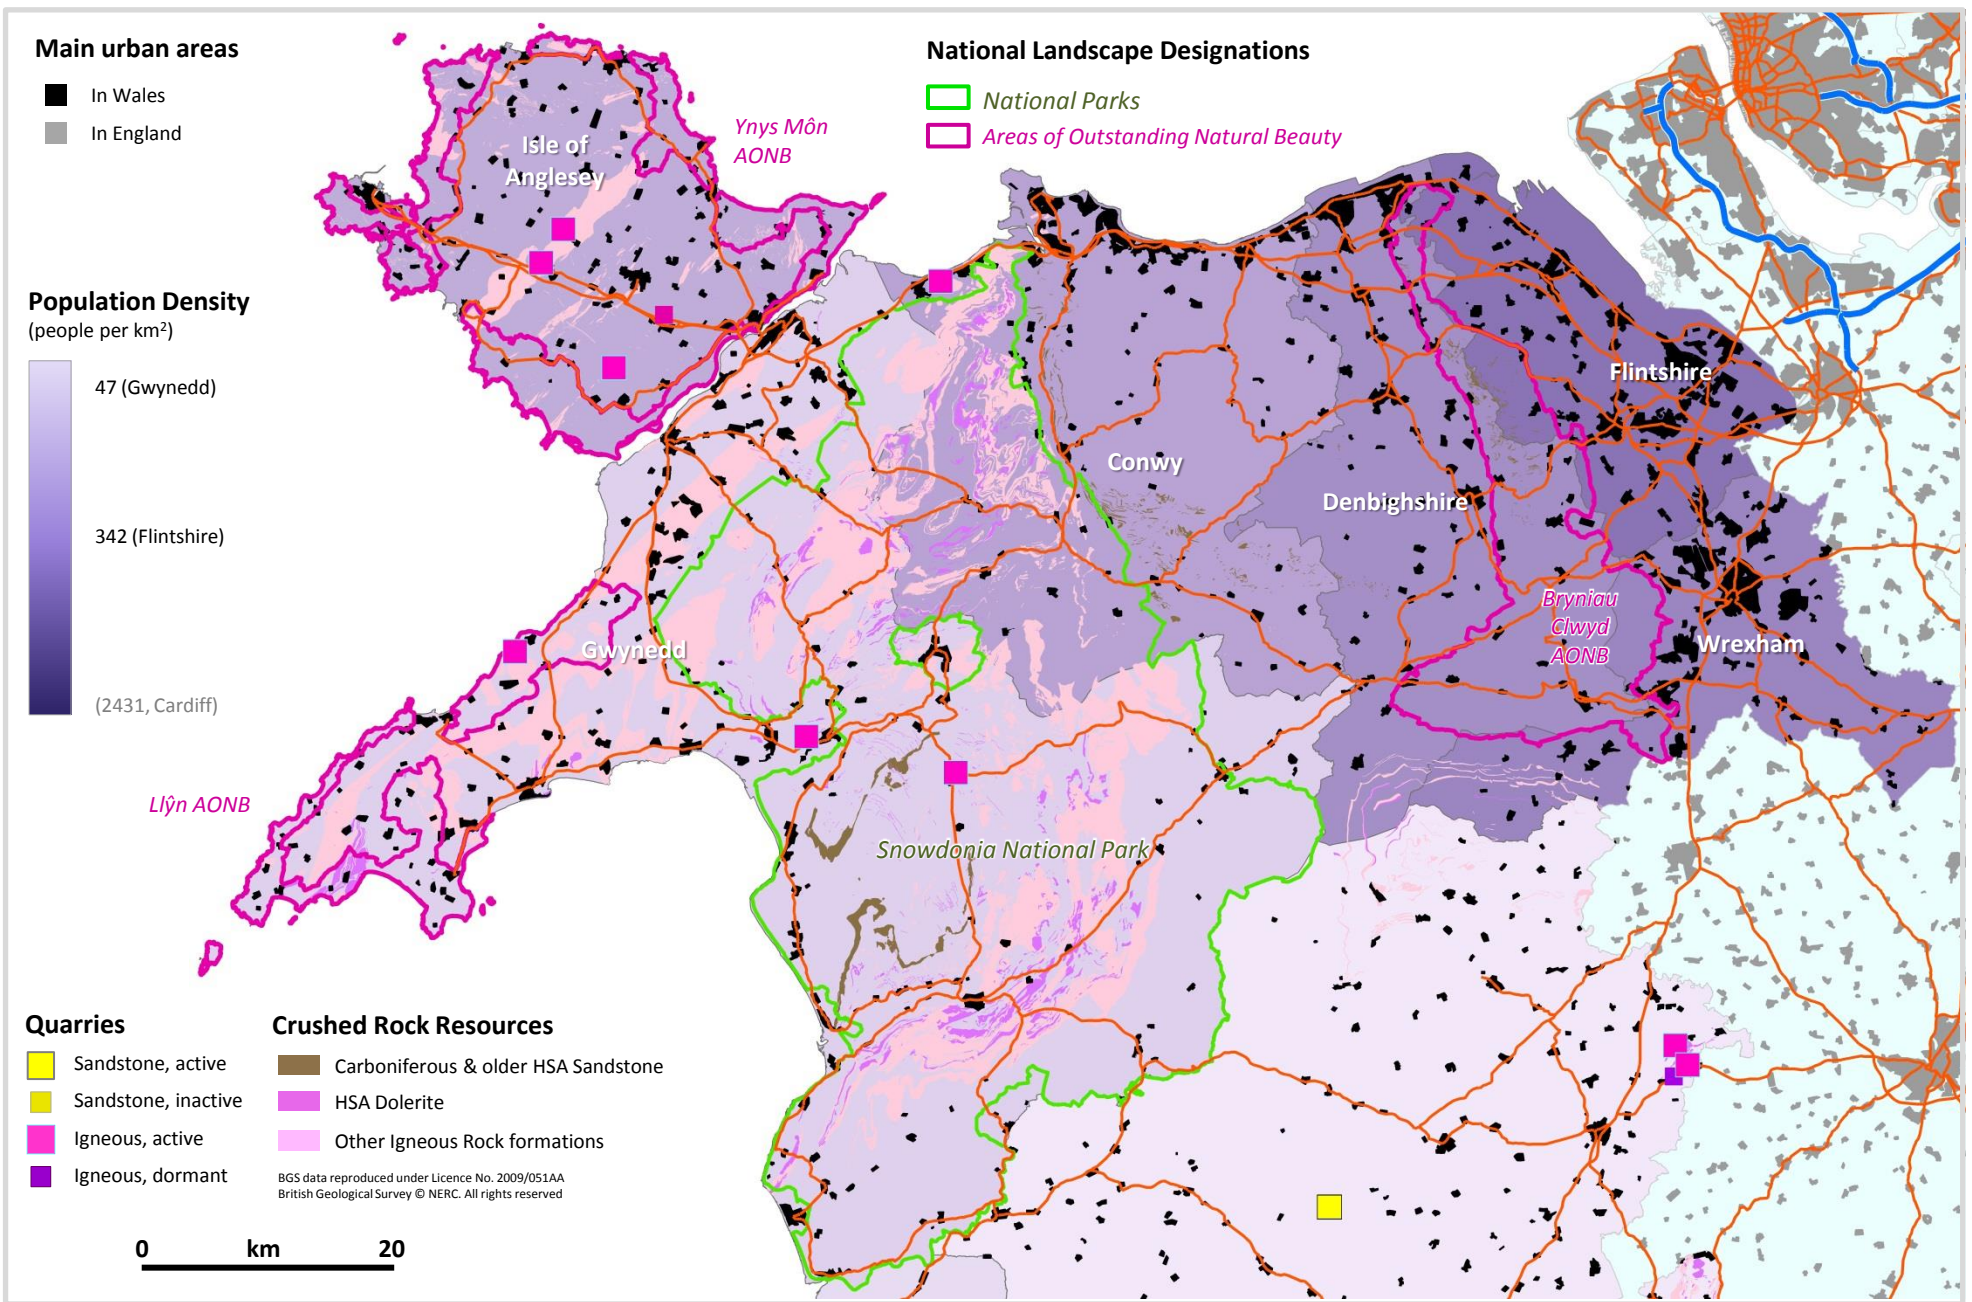 Main urban areas
In Wales
In England
National Landscape Designations
National Parks
Areas of Outstanding Natural Beauty
Ynys Môn
AONB
Isle of
Anglesey
Population Density
(people per km²)
47 (Gwynedd)
342 (Flintshire)
(2431, Cardiff)
Flintshire
Conwy
Denbighshire
Bryniau
Clwyd
AONB
Wrexham
Gwynedd
Llŷn AONB
Snowdonia National Park
Quarries
Sandstone, active
Sandstone, inactive
Igneous, active
Igneous, dormant
Crushed Rock Resources
Carboniferous & older HSA Sandstone
HSA Dolerite
Other Igneous Rock formations
BGS data reproduced under Licence No. 2009/051AA
British Geological Survey © NERC. All rights reserved
0 km 20